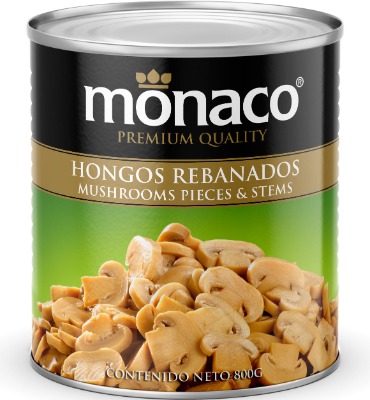 monaco®
PREMIUM QUALITY
HONGOS REBANADOS
MUSHROOMS PIECES & STEMS
CONTENIDO NETO 800G